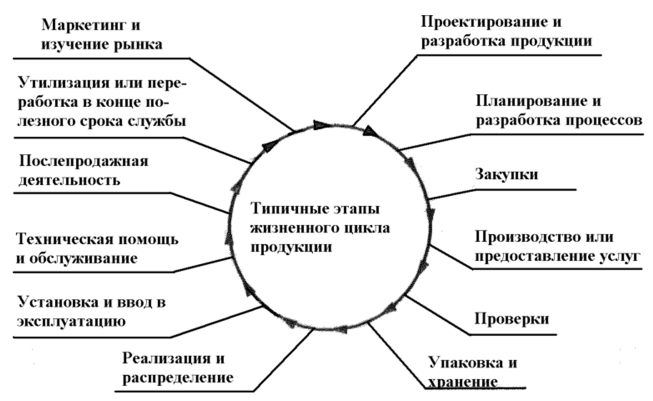 Маркетинг и
изучение рынка
Проектирование и
разработка продукции
Утилизация или пере-
работка в конце по-
лезного срока службы
Планирование и
разработка процессов
Послепродажная
деятельность
Закупки
Типичные этапы
жизненного цикла
продукции
Техническая помощь
и обслуживание
Производство или
предоставление услуг
Установка и ввод в
эксплуатацию
Проверки
Реализация и
распределение
Упаковка и
хранение